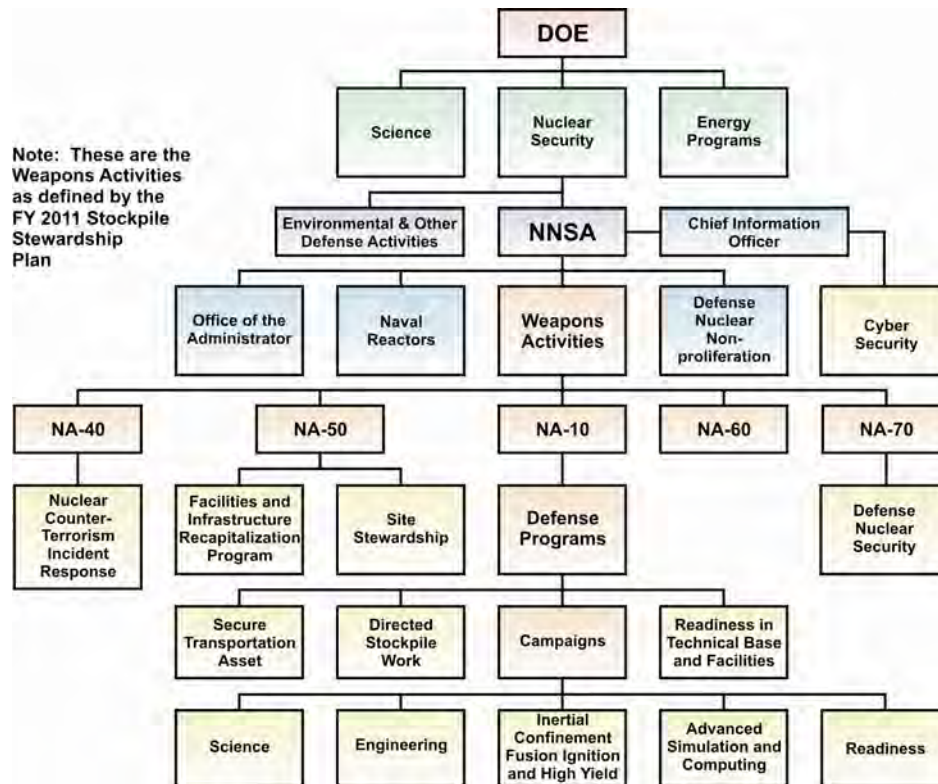 DOE
Science
Nuclear
Security
Energy
Programs
Note: These are the
Weapons Activities
as defined by the
FY 2011 Stockpile
Stewardship
Plan
Environmental & Other
Defense Activities
NNSA
Chief Information
Officer
Office of the
Administrator
Naval
Reactors
Weapons
Activities
Defense
Nuclear
Non-
proliferation
Cyber
Security
NA-40
NA-50
NA-10
NA-60
NA-70
Nuclear
Counter-
Terrorism
Incident
Response
Facilities and
Infrastructure
Recapitalization
Program
Site
Stewardship
Defense
Programs
Defense
Nuclear
Security
Secure
Transportation
Asset
Directed
Stockpile
Work
Campaigns
Readiness in
Technical Base
and Facilities
Science
Engineering
Inertial
Confinement
Fusion Ignition
and High Yield
Advanced
Simulation and
Computing
Readiness